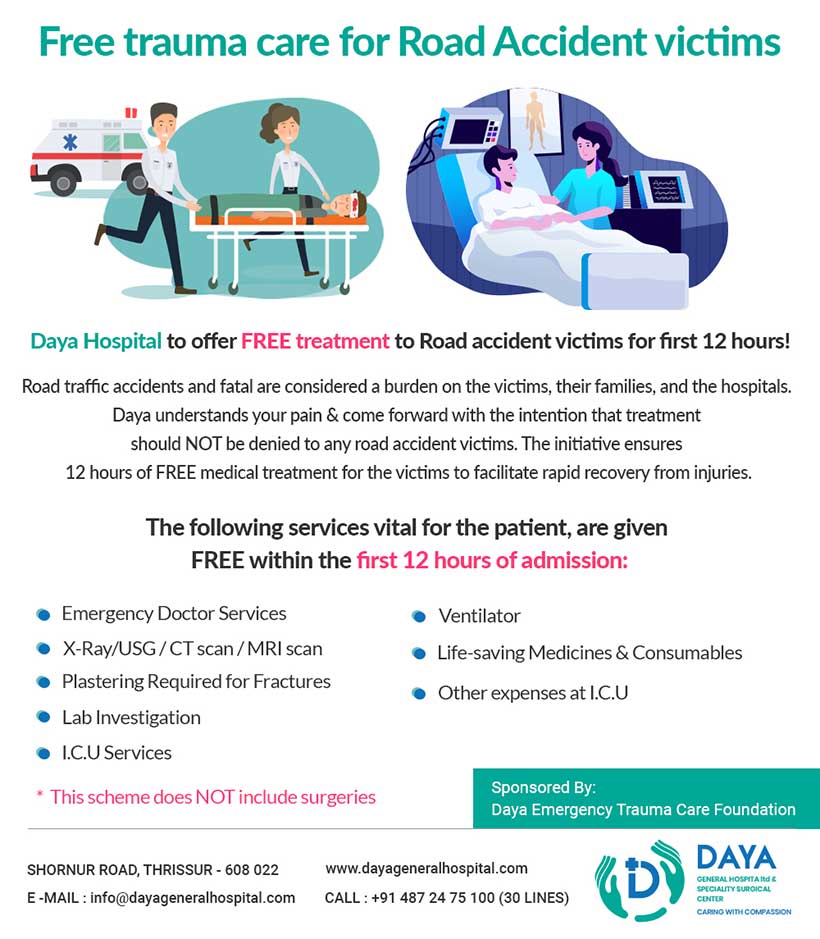 Free trauma care for Road Accident victims
Daya Hospital to offer FREE treatment to Road accident victims for first 12 hours!
Road traffic accidents and fatal are considered a burden on the victims, their families, and the hospitals.
Daya understands your pain & come forward with the intention that treatment
should NOT be denied to any road accident victims. The initiative ensures
12 hours of FREE medical treatment for the victims to facilitate rapid recovery from injuries.
The following services vital for the patient, are given
FREE within the first 12 hours of admission:
Emergency Doctor Services
X-Ray/USG / CT scan / MRI scan
Plastering Required for Fractures
Lab Investigation
I.C.U Services
Ventilator
Life-saving Medicines & Consumables
Other expenses at I.C.U
* This scheme does NOT include surgeries
Sponsored By:
Daya Emergency Trauma Care Foundation
SHORNUR ROAD, THRISSUR - 608 022
E -MAIL : info@dayageneralhospital.com
www.dayageneralhospital.com
CALL : +91 487 24 75 100 (30 LINES)
D
DAYA
GENERAL HOSPITA ltd &
SPECIALITY SURGICAL
CENTER
CARING WITH COMPASSION